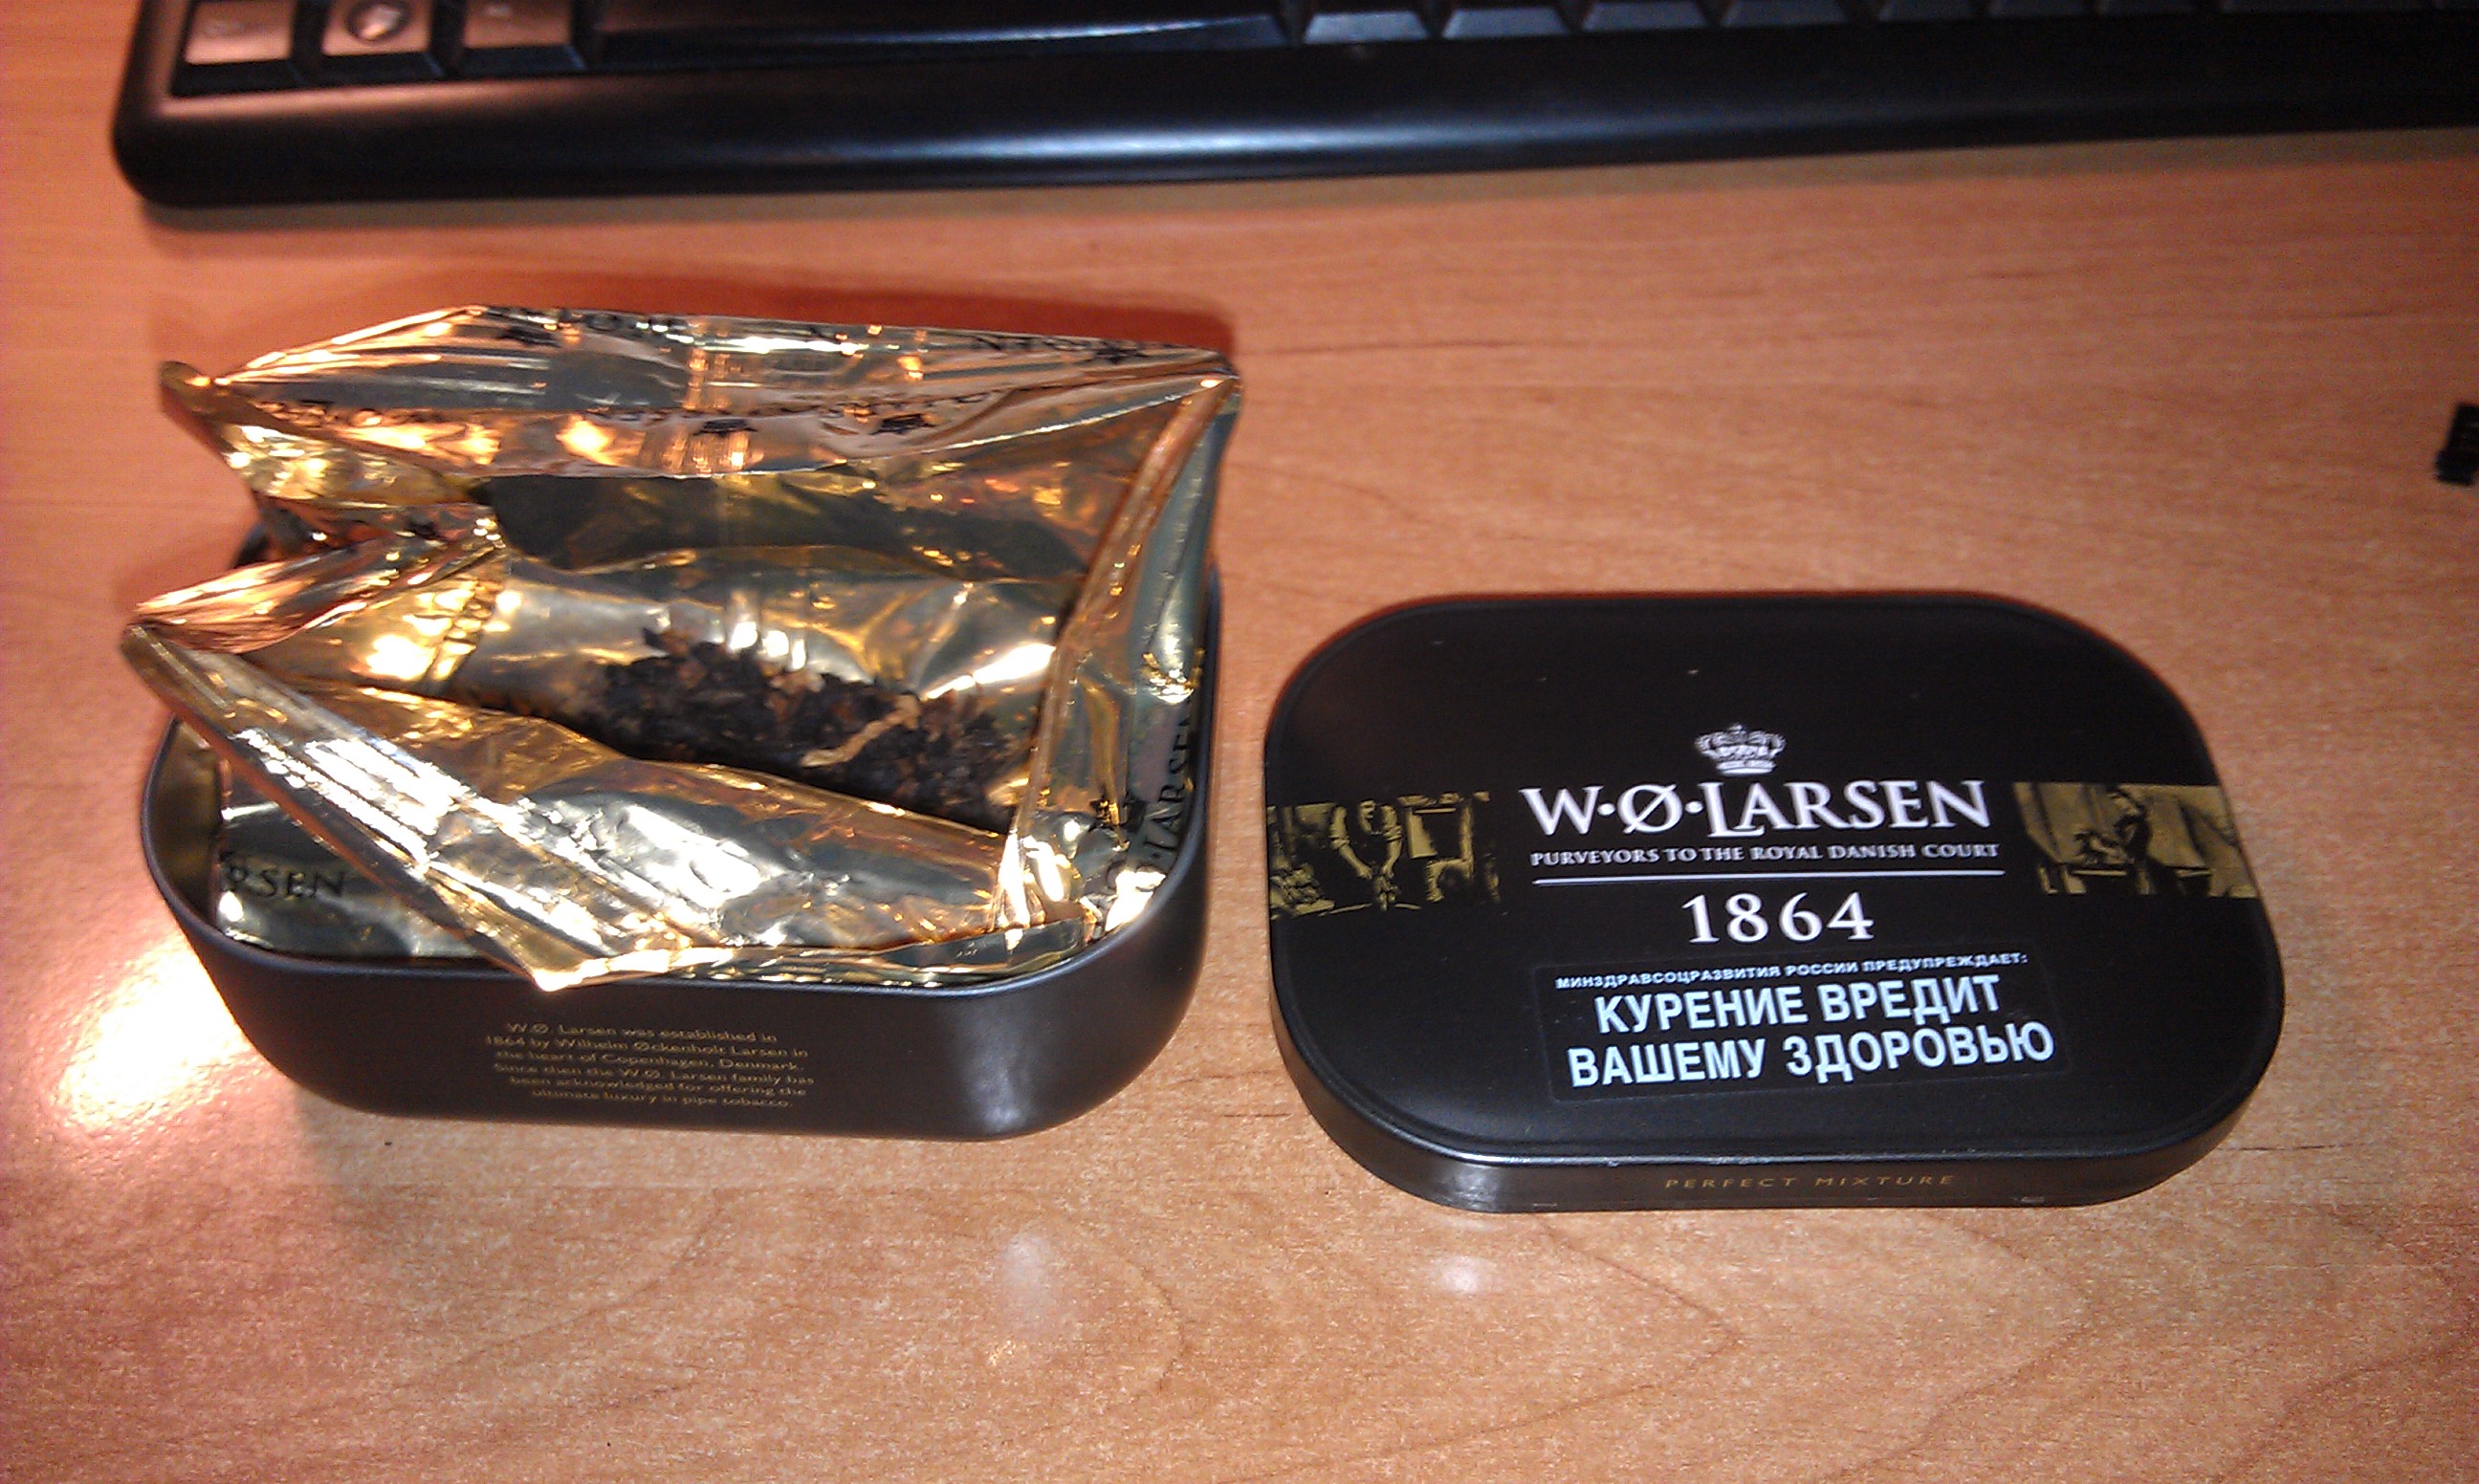 SEN
LARSEN
W.Ø. Larsen was established in
1864 by Wilhelm Øckenholt Larsen in
the heart of Copenhagen, Denmark.
Since then the W.Ø. Larsen family has
been acknowledged for offering the
ultimate luxury in pipe tobacco.
W·Ø·LARSEN
PURVEYORS TO THE ROYAL DANISH COURT
1864
МИНЗДРАВСОЦРАЗВИТИЯ РОССИИ ПРЕДУПРЕЖДАЕТ:
КУРЕНИЕ ВРЕДИТ
ВАШЕМУ ЗДОРОВЬЮ
PERFECT MIXTURE